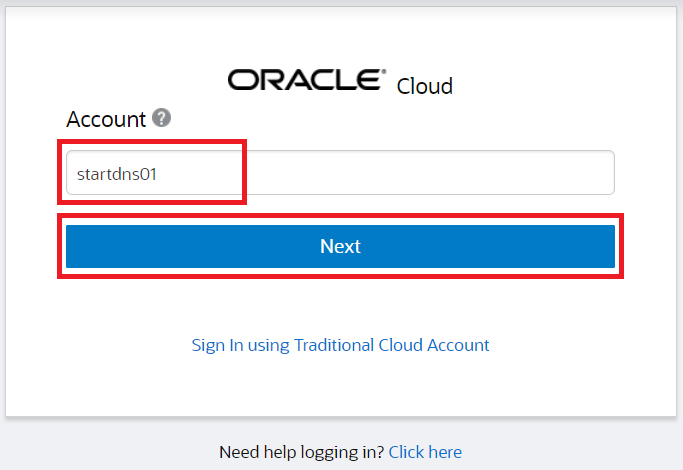 ORACLE® Cloud
Account ?
startdns01
Next
Sign In using Traditional Cloud Account
Need help logging in? Click here